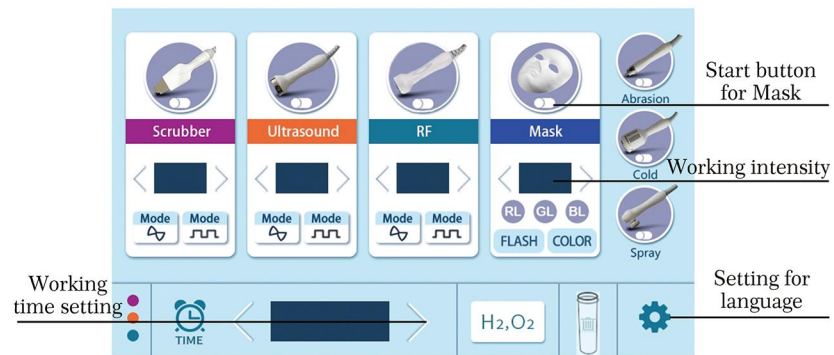 Scrubber
Ultrasound
RF
Mask
Abrasion
Start button
for Mask
Cold
Working intensity
Mode
Mode
Mode
Mode
Mode
Mode
RL
GL
BL
FLASH
COLOR
Spray
Working
time setting
TIME
H2,O2
Setting for
language